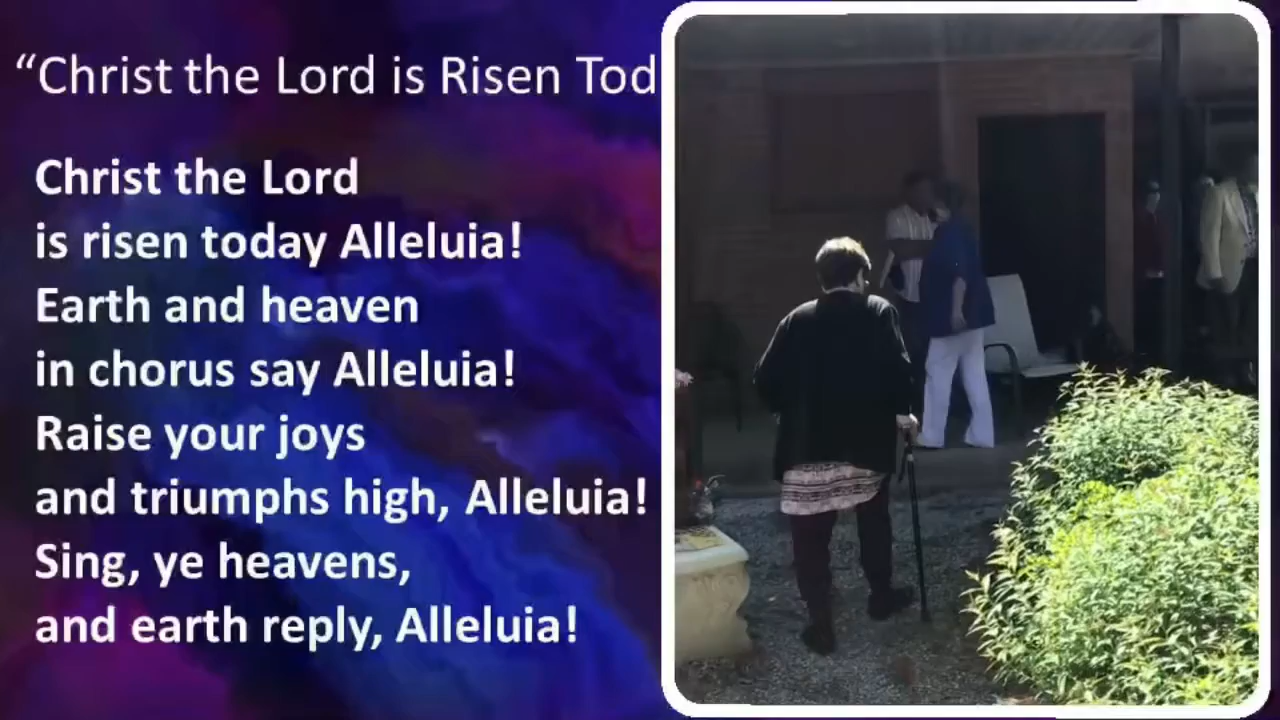 “Christ the Lord is Risen Tod
Christ the Lord
is risen today Alleluia!
Earth and heaven
in chorus say Alleluia!
Raise your joys
and triumphs high, Alleluia!
Sing, ye heavens,
and earth reply, Alleluia!